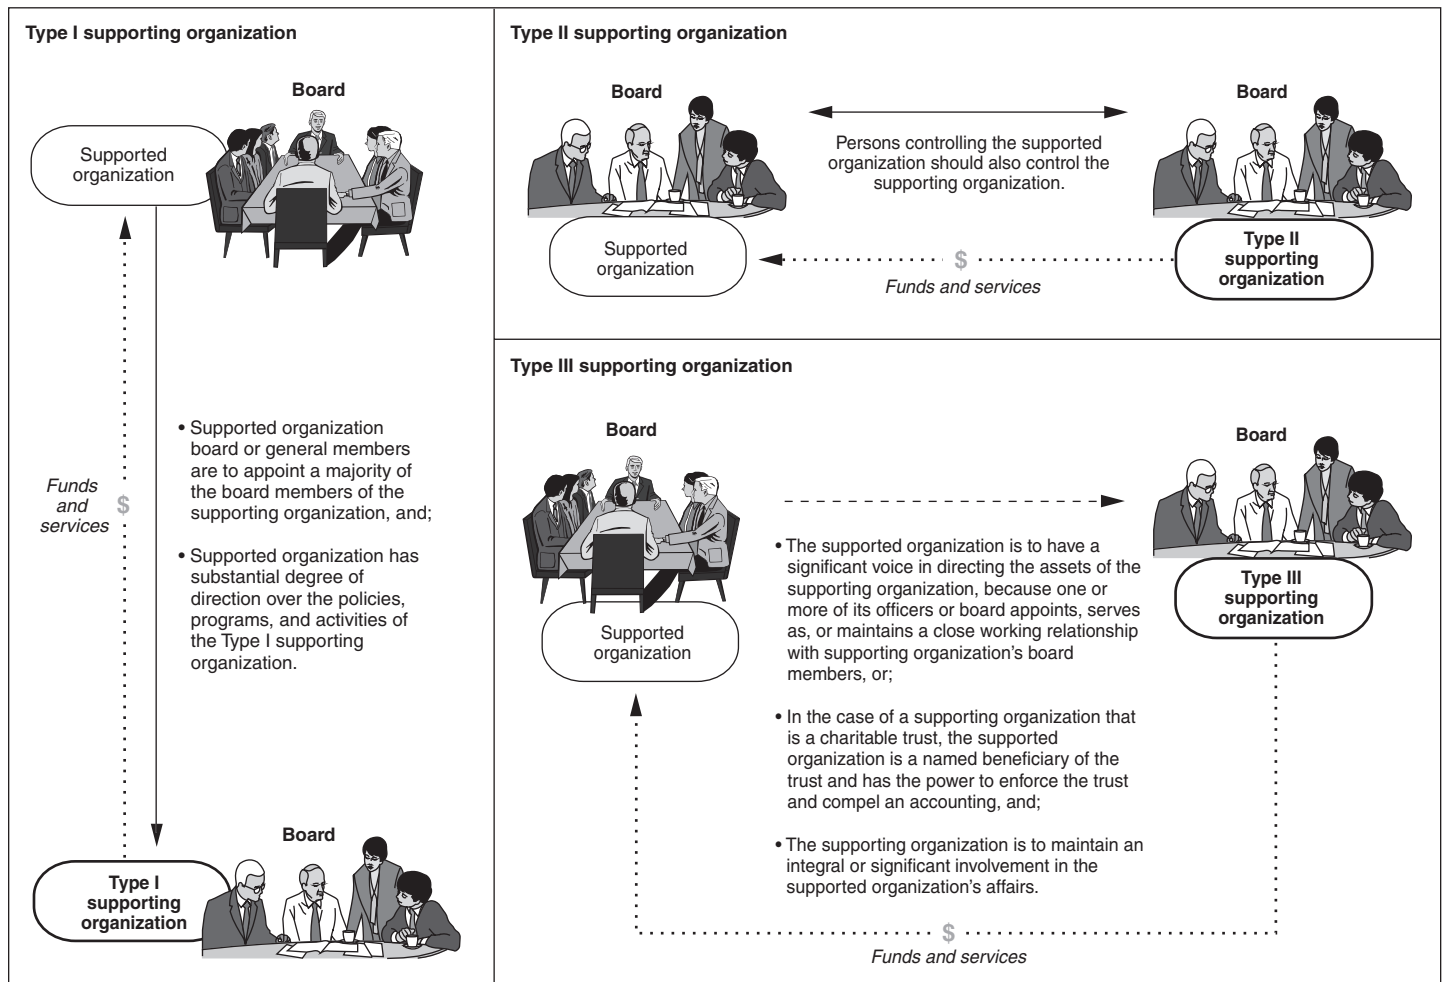 Type I supporting organization
Board
Supported
organization
Funds
and
services
$
• Supported organization
board or general members
are to appoint a majority of
the board members of the
supporting organization, and;
• Supported organization has
substantial degree of
direction over the policies,
programs, and activities of
the Type I supporting
organization.
Board
Type I
supporting
organization
Type II supporting organization
Board
Supported
organization
Persons controlling the supported
organization should also control the
supporting organization.
$
Funds and services
Board
Type II
supporting
organization
Type III supporting organization
Board
Supported
organization
• The supported organization is to have a
significant voice in directing the assets of the
supporting organization, because one or
more of its officers or board appoints, serves
as, or maintains a close working relationship
with supporting organization's board
members, or;
• In the case of a supporting organization that
is a charitable trust, the supported
organization is a named beneficiary of the
trust and has the power to enforce the trust
and compel an accounting, and;
• The supporting organization is to maintain an
integral or significant involvement in the
supported organization's affairs.
Board
Type III
supporting
organization
$
Funds and services